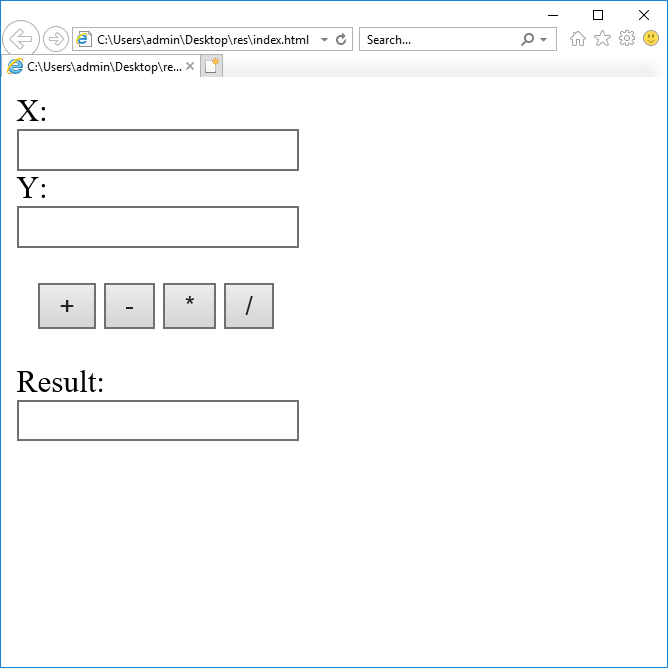 C:\Users\admin\Desktop\res\index.html
Search...
C:\Users\admin\Desktop\re...
X:
Y:
+ - * /
Result: